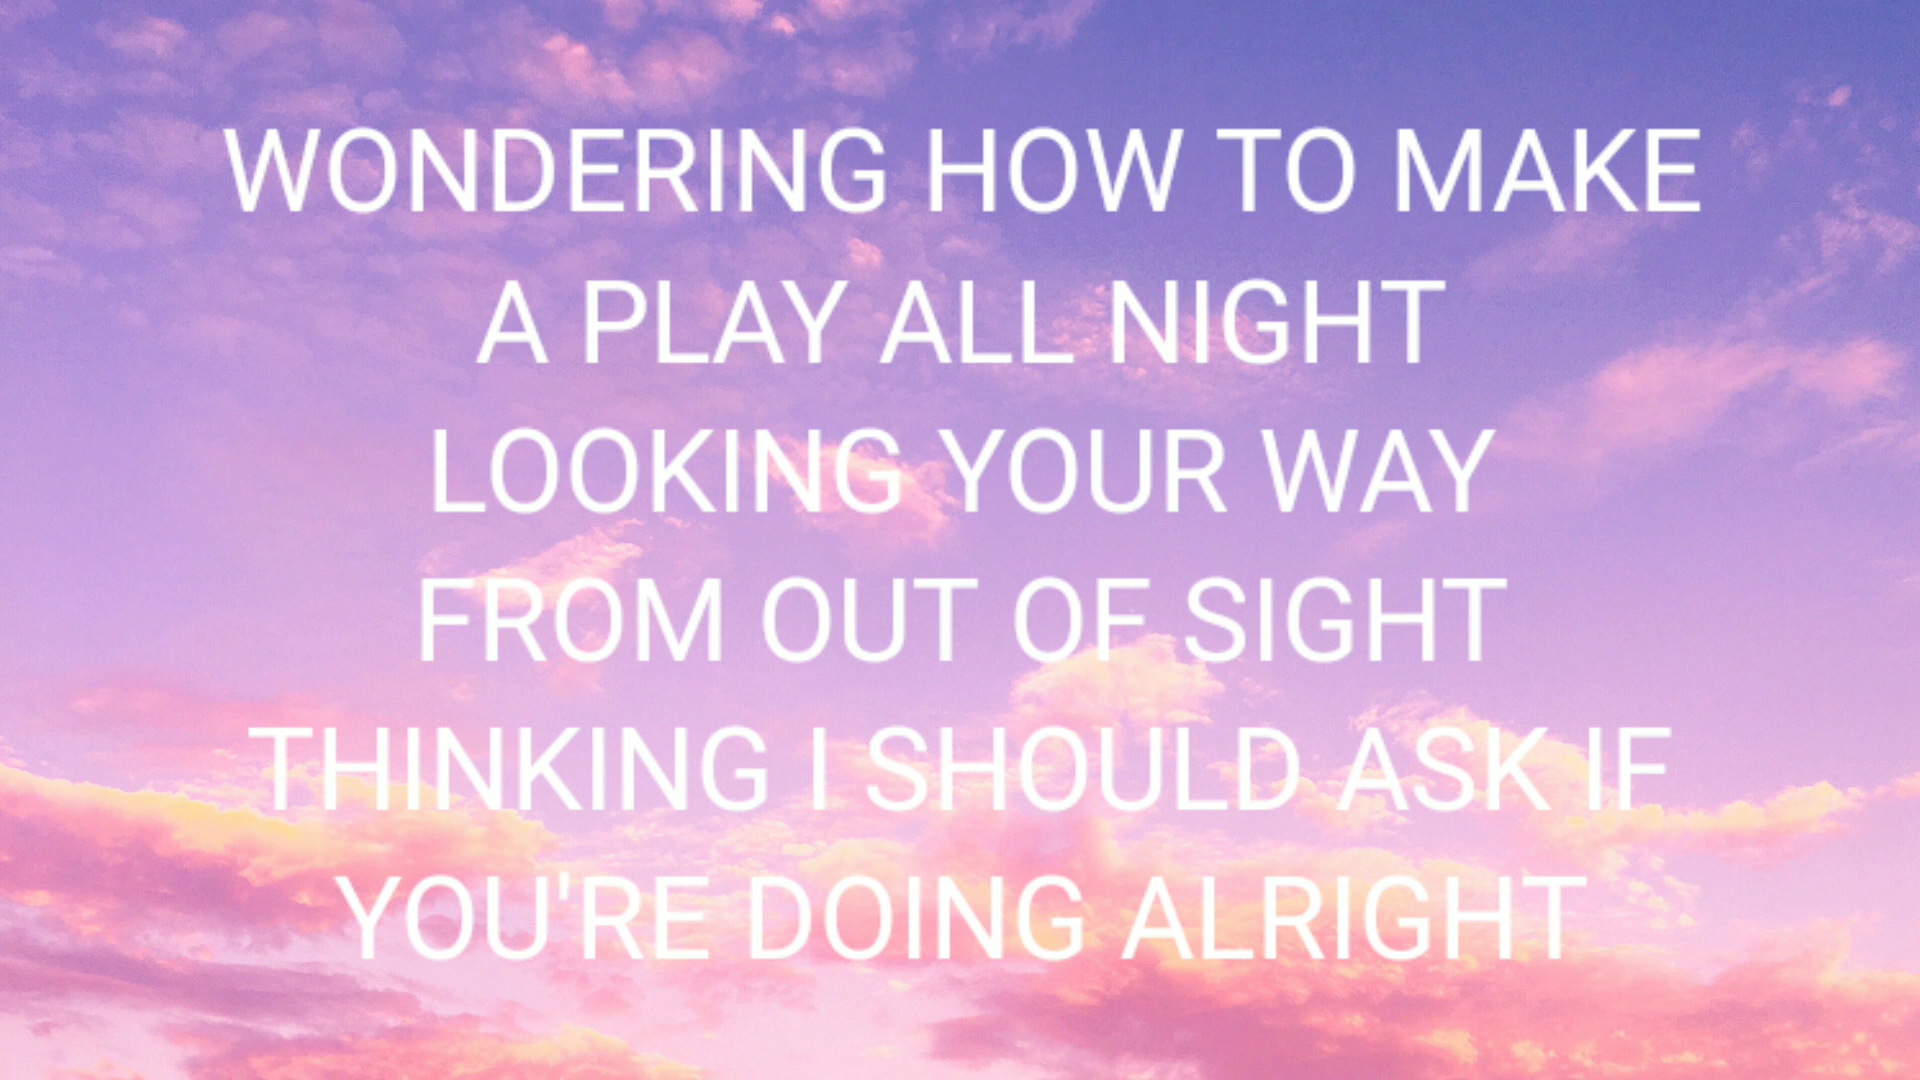 WONDERING HOW TO MAKE
A PLAY ALL NIGHT
LOOKING YOUR WAY
FROM OUT OF SIGHT
THINKING I SHOULD ASK IF
YOU'RE DOING ALRIGHT